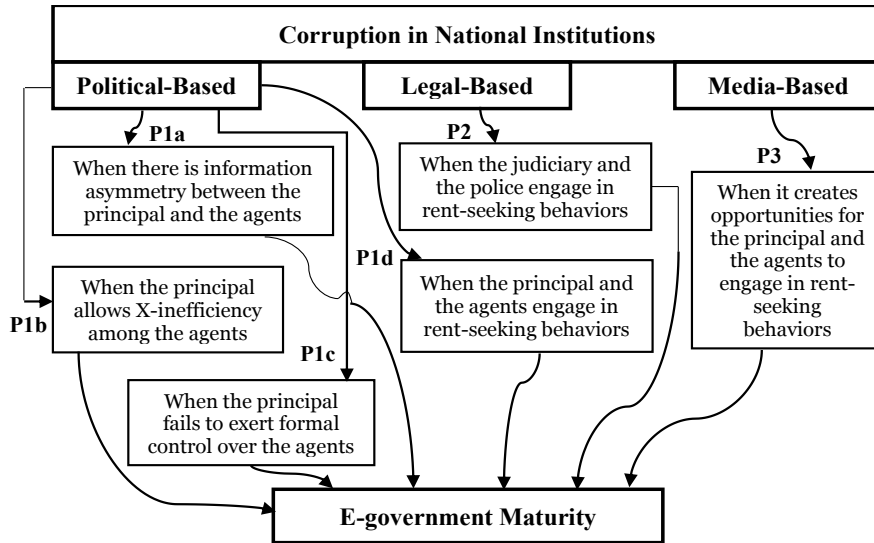 Corruption in National Institutions
Political-Based
Legal-Based
Media-Based
P1a
When there is information
asymmetry between the
principal and the agents
P2
When the judiciary and
the police engage in
rent-seeking behaviors
P3
When it creates
opportunities for
the principal and
the agents to
engage in rent-
seeking
behaviors
P1b
When the principal
allows X-inefficiency
among the agents
P1d
When the principal and
the agents engage in
rent-seeking behaviors
P1c
When the principal
fails to exert formal
control over the agents
E-government Maturity